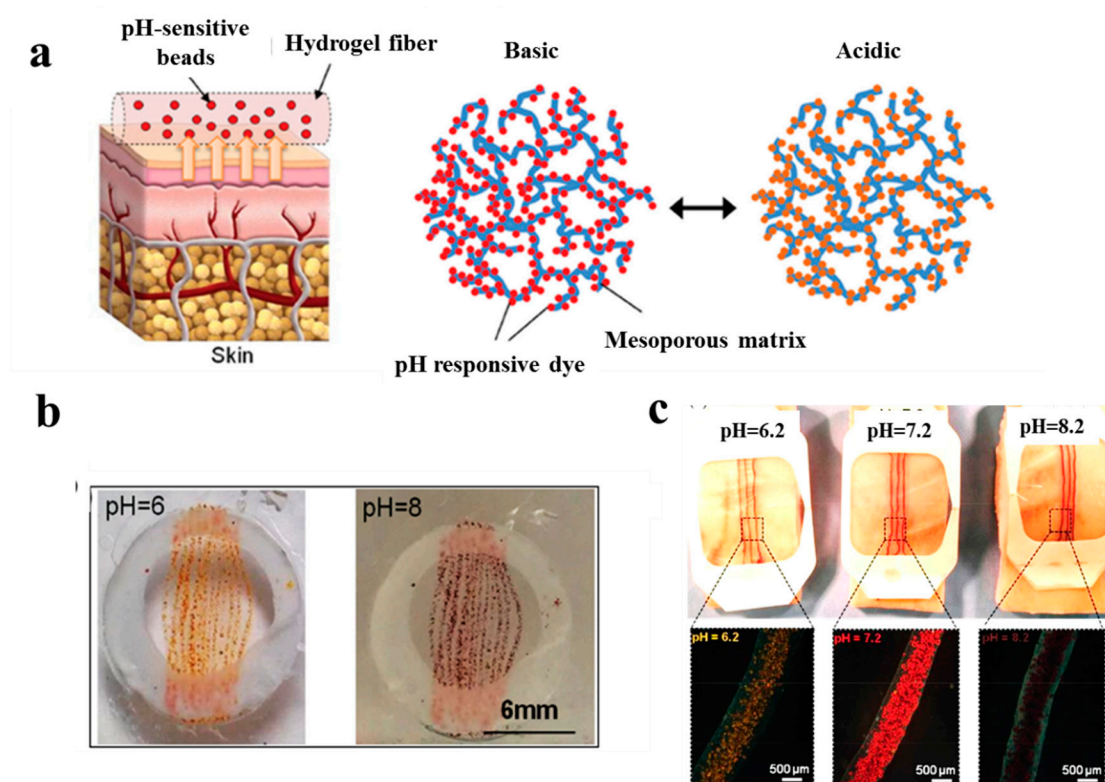 a
pH-sensitive
beads
Hydrogel fiber
Basic
Acidic
Skin
pH responsive dye
Mesoporous matrix
b
pH=6
pH=8
6mm
c
pH=6.2
pH=7.2
pH=8.2
pH = 6.2
pH = 7.2
pH = 8.2
500 µm
500 µm
500 µm